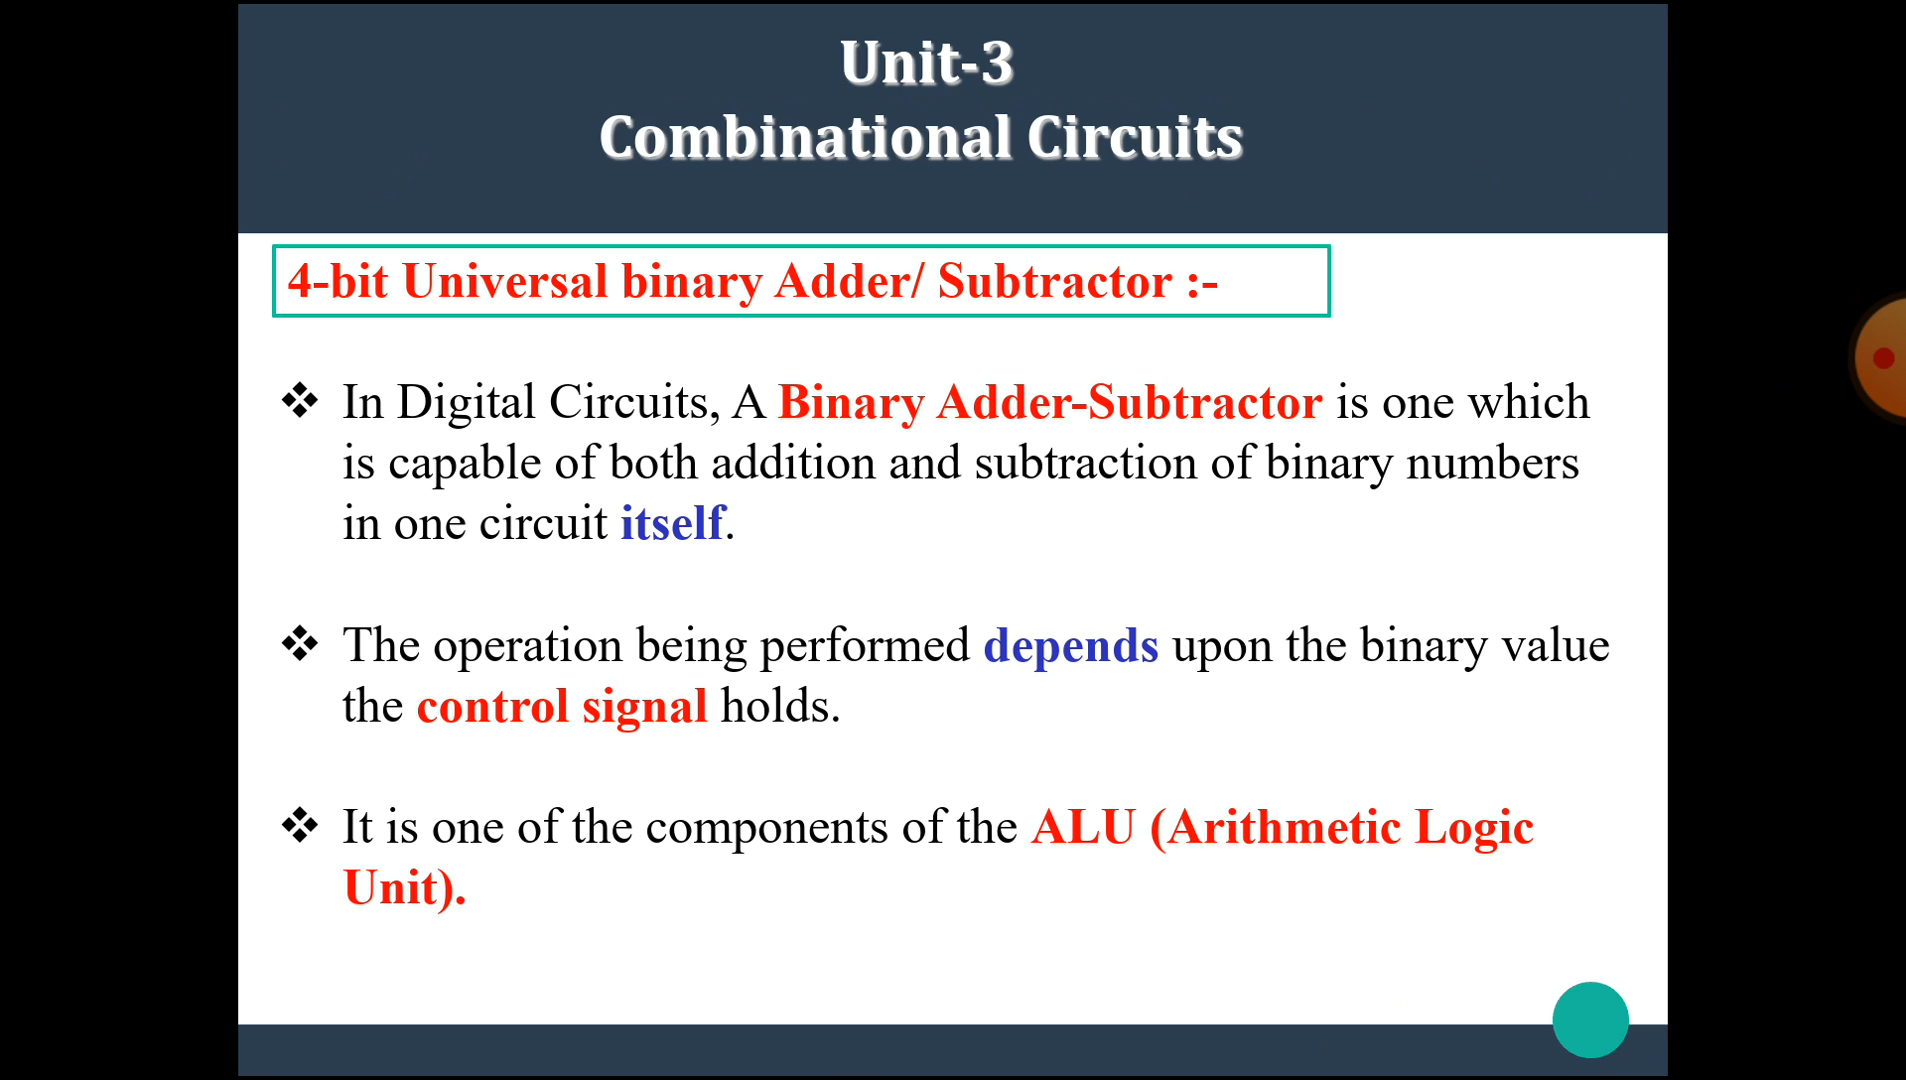 Unit-3
Combinational Circuits
4-bit Universal binary Adder/ Subtractor :-
❖ In Digital Circuits, A Binary Adder-Subtractor is one which
is capable of both addition and subtraction of binary numbers
in one circuit itself.
❖ The operation being performed depends upon the binary value
the control signal holds.
❖ It is one of the components of the ALU (Arithmetic Logic
Unit).